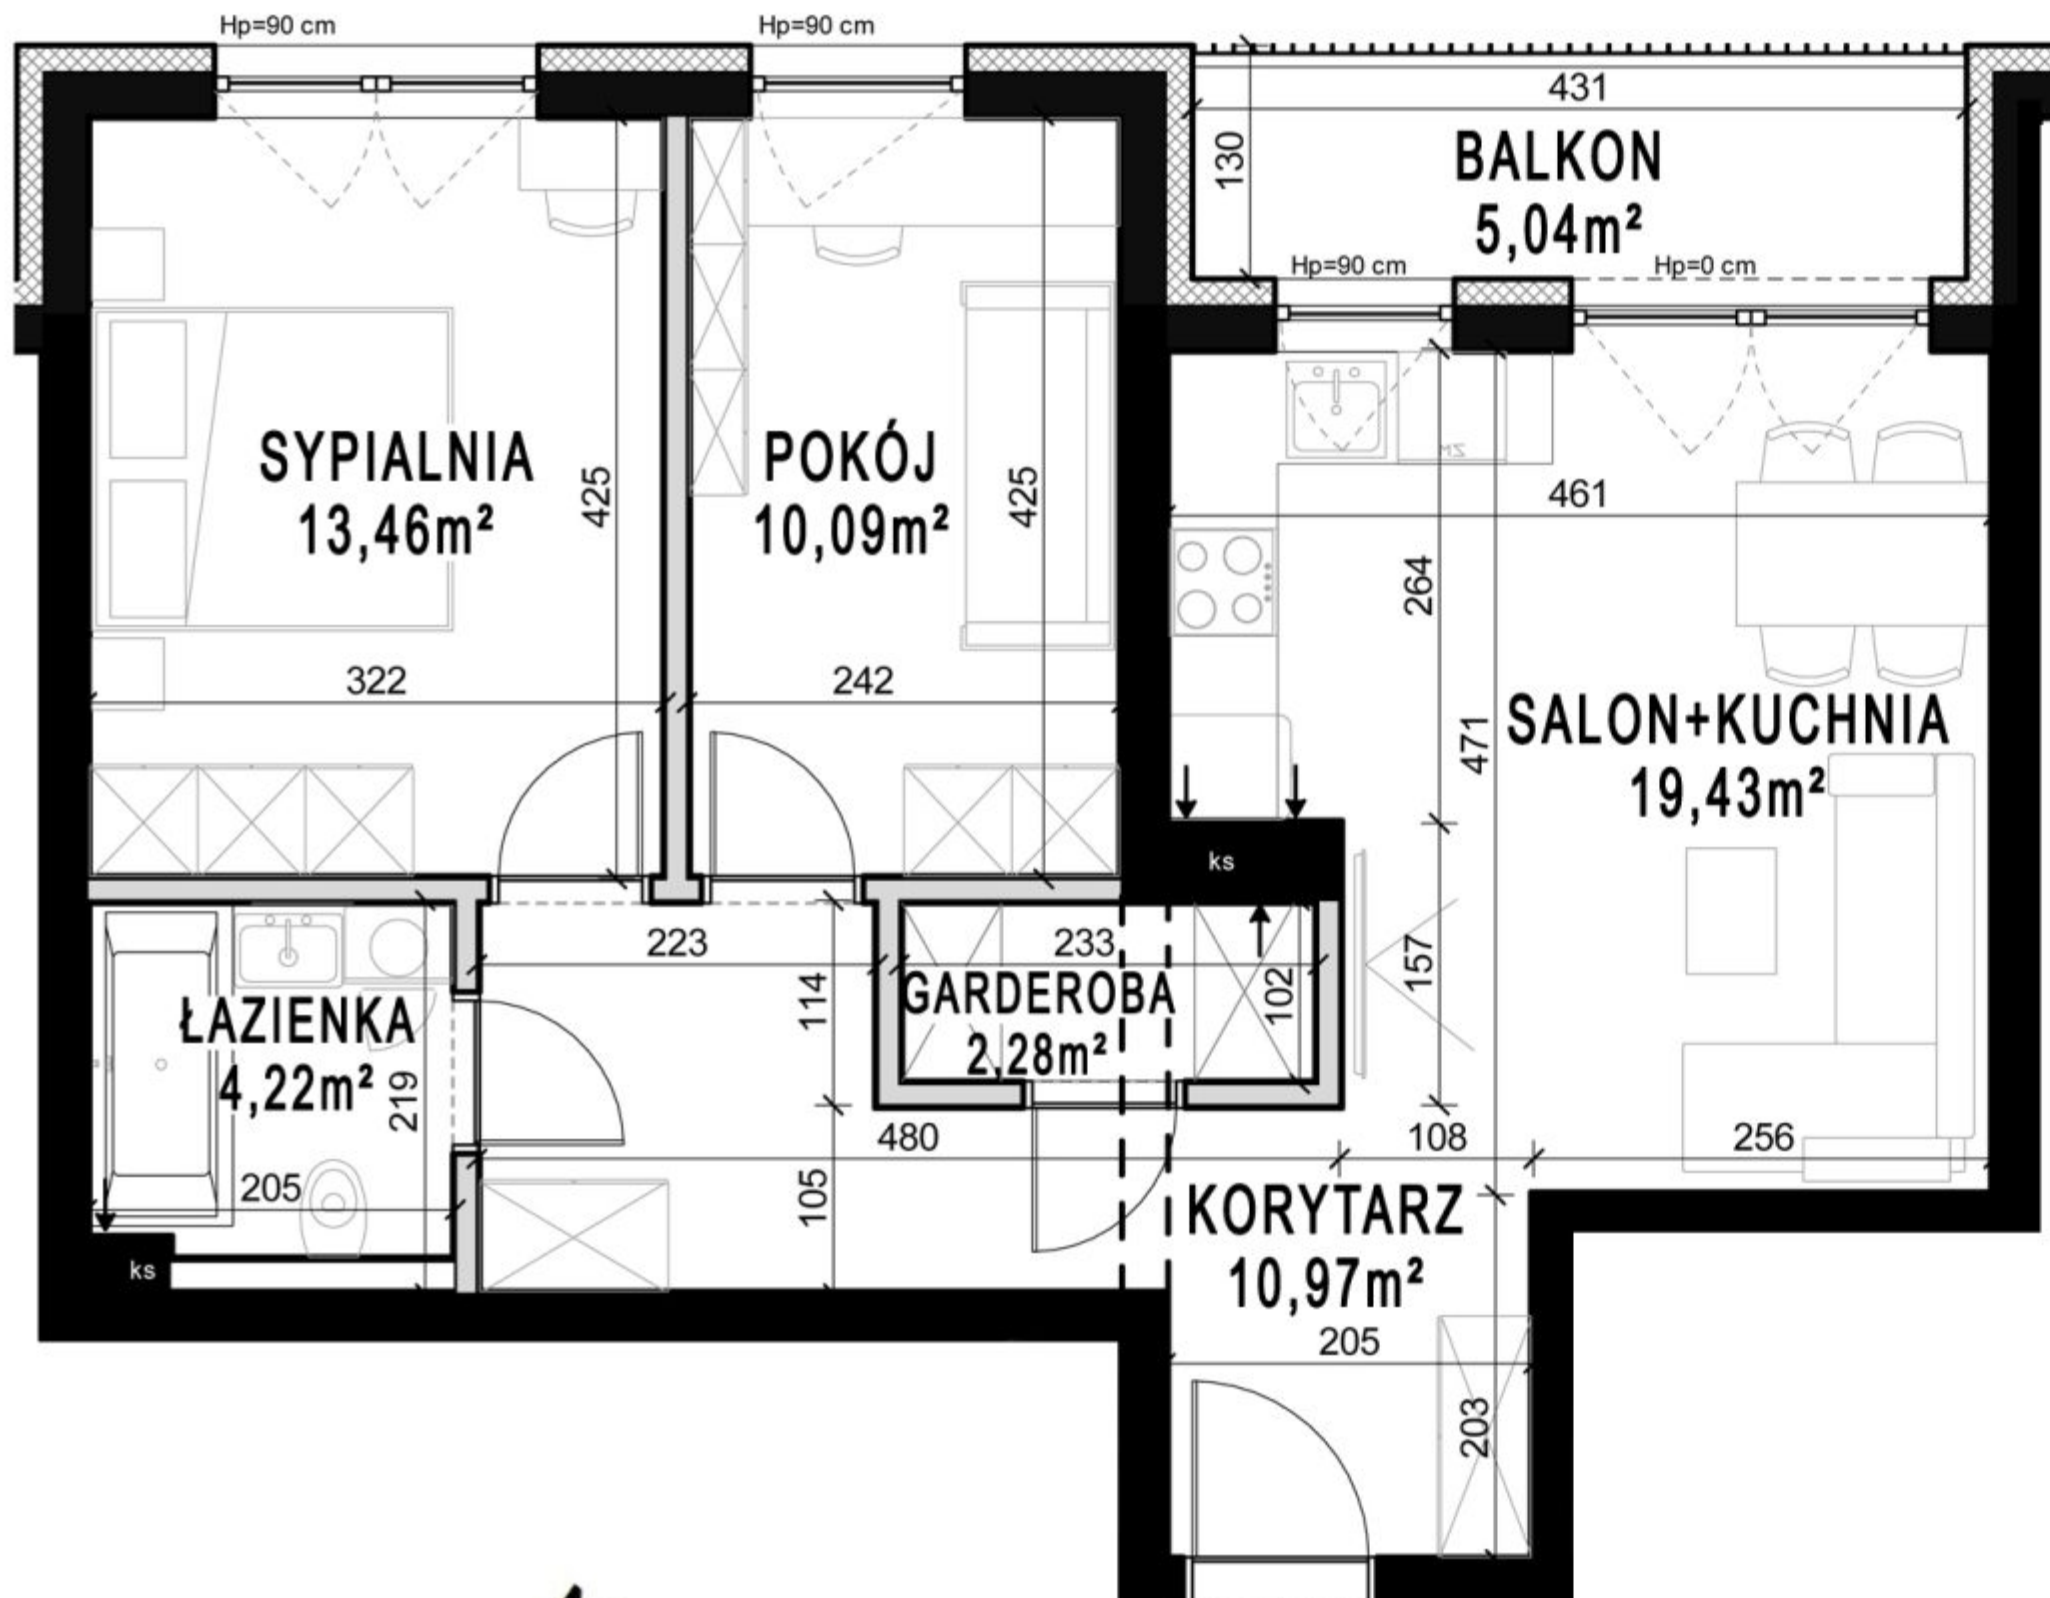 Hp=90 cm
Hp=90 cm
431
130
BALKON
5,04m²
Hp=90 cm
Hp=0 cm
SYPIALNIA
13,46m²
425
POKÓJ
10,09m²
425
461
264
471
322
242
SALON+KUCHNIA
19,43m²
ks
223
233
114
GARDEROBA
2,28m²
102
157
ŁAZIENKA
4,22m²
219
480
108
256
205
105
KORYTARZ
10,97m²
ks
205
203